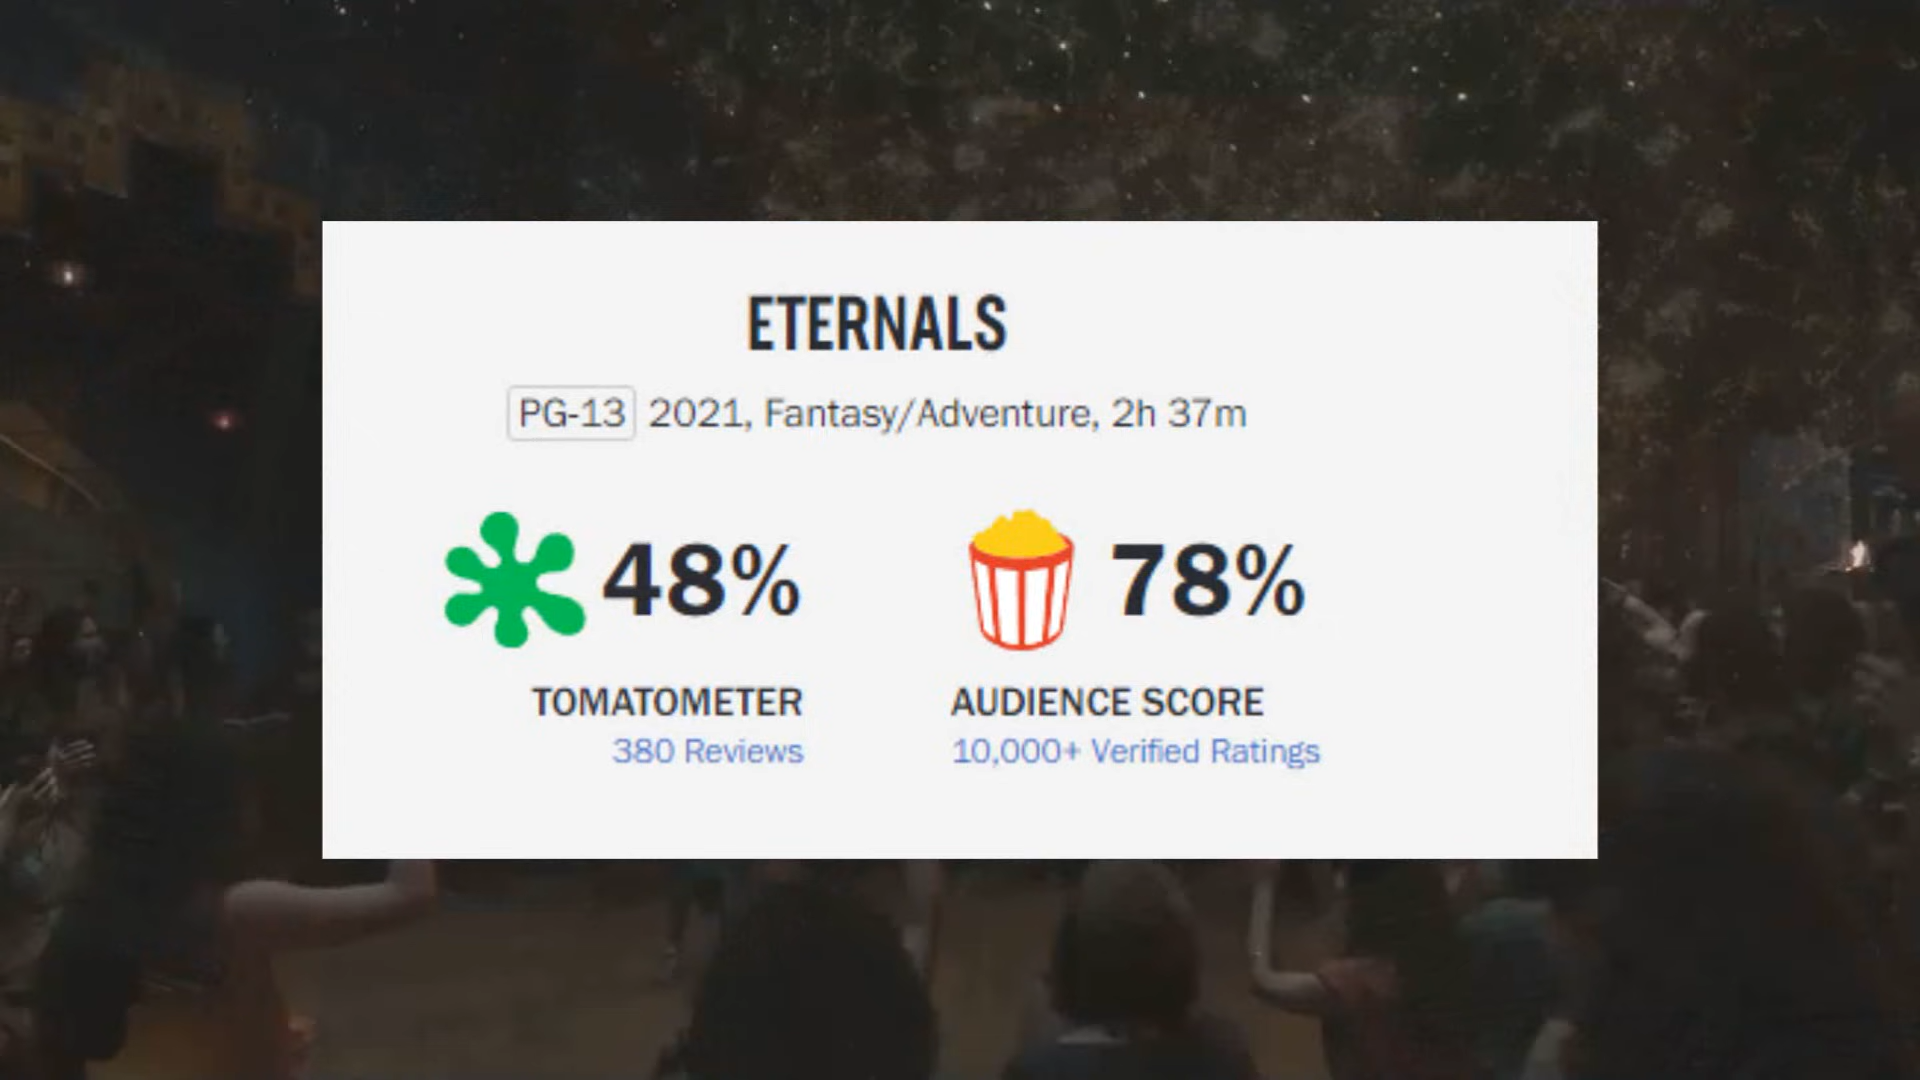 ETERNALS
PG-13 2021, Fantasy/Adventure, 2h 37m
48% 78%
TOMATOMETER AUDIENCE SCORE
380 Reviews 10,000+ Verified Ratings